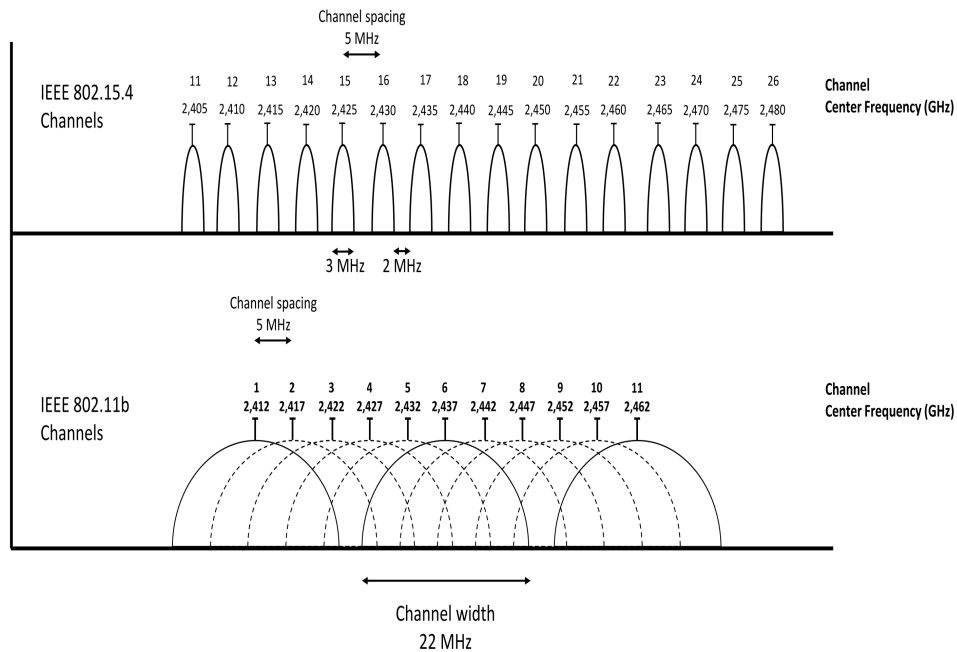 Channel spacing
5 MHz
IEEE 802.15.4
Channels
11 12 13 14 15 16 17 18 19 20 21 22 23 24 25 26
2,405 2,410 2,415 2,420 2,425 2,430 2,435 2,440 2,445 2,450 2,455 2,460 2,465 2,470 2,475 2,480
Channel
Center Frequency (GHz)
3 MHz 2 MHz
Channel spacing
5 MHz
IEEE 802.11b
Channels
1 2 3 4 5 6 7 8 9 10 11
2,412 2,417 2,422 2,427 2,432 2,437 2,442 2,447 2,452 2,457 2,462
Channel
Center Frequency (GHz)
Channel width
22 MHz